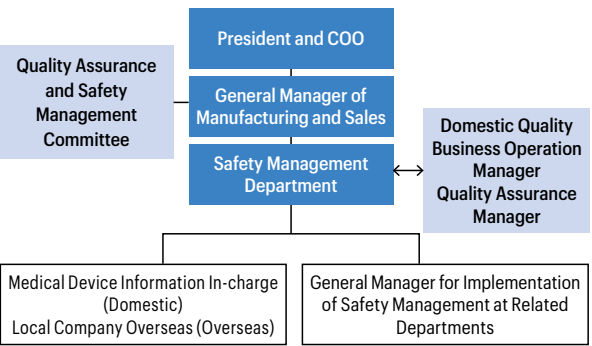 President and COO
Quality Assurance
and Safety
Management
Committee
General Manager of
Manufacturing and Sales
Domestic Quality
Business Operation
Manager
Quality Assurance
Manager
Safety Management
Department
Medical Device Information In-charge
(Domestic)
Local Company Overseas (Overseas)
General Manager for Implementation
of Safety Management at Related
Departments